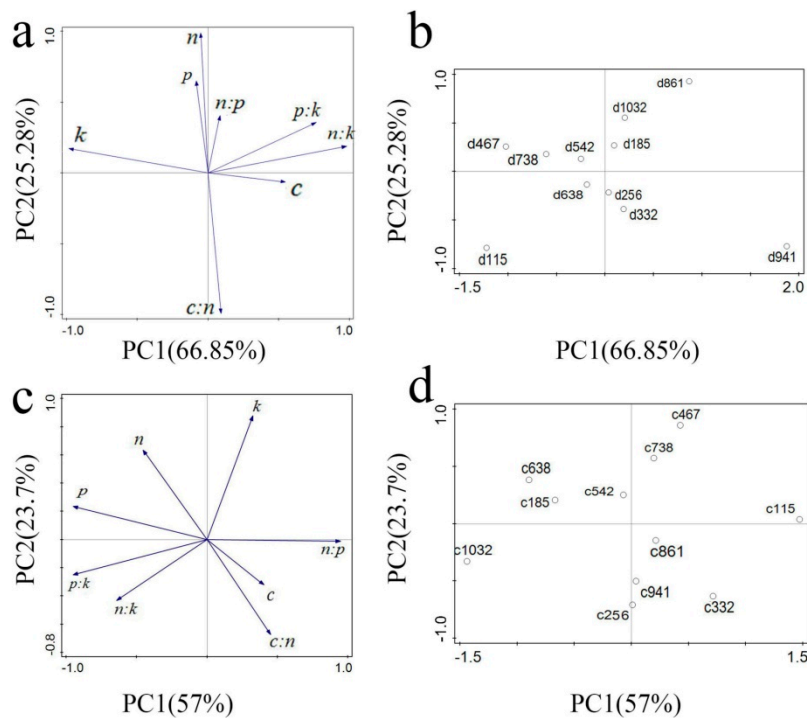 a
PC2(25.28%)
1.0
-1.0
n
p
n:p
p:k
n:k
k
c
c:n
-1.0
1.0
PC1(66.85%)
b
PC2(25.28%)
1.0
-1.0
d861
d1032
d467
d738
d542
d185
d638
d256
d332
d115
d941
-1.5
2.0
PC1(66.85%)
c
PC2(23.7%)
1.0
-0.8
k
n
p
n:p
p:k
n:k
c
c:n
-1.0
1.0
PC1(57%)
d
PC2(23.7%)
1.0
-1.0
c467
c738
c638
c185
c542
c115
c861
c1032
c941
c256
c332
-1.5
1.5
PC1(57%)